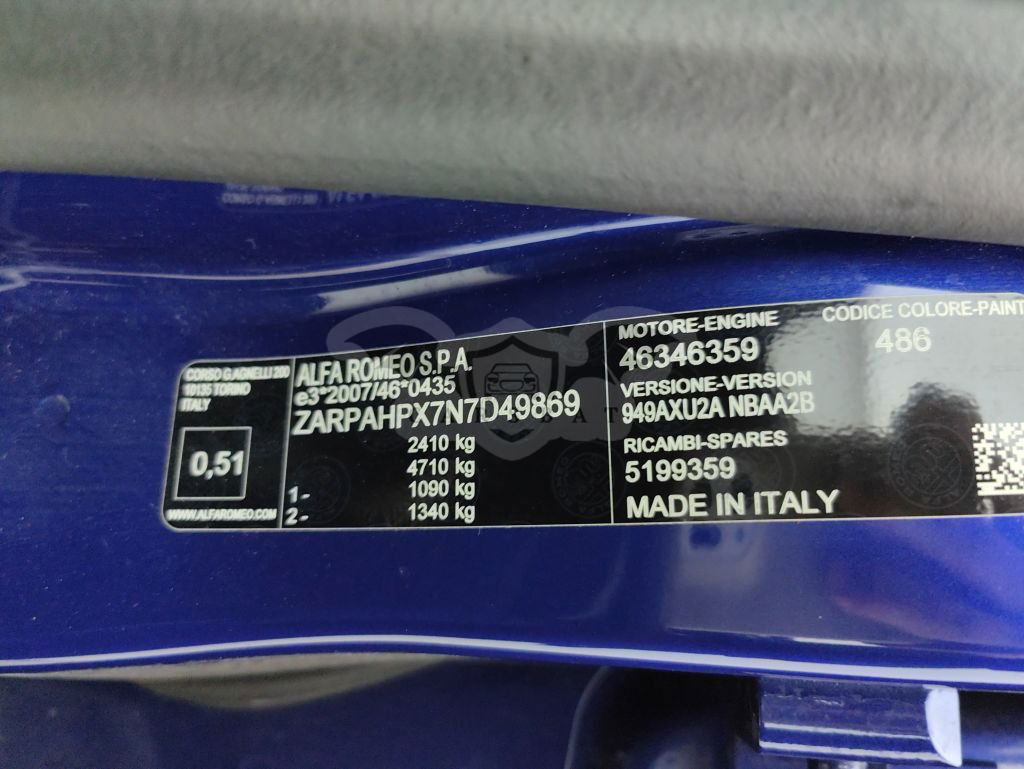 CORSO G.AGNELLI 200
10135 TORINO
ITALY
0,51
WWW.ALFAROMEO.COM
ALFA ROMEO S.P.A.
e3*2007/46*0435
ZARPAHPX7N7D49869
2410 kg
4710 kg
1- 1090 kg
2- 1340 kg
MOTORE-ENGINE
46346359
VERSIONE-VERSION
949AXU2A NBAA2B
RICAMBI-SPARES
5199359
MADE IN ITALY
CODICE COLORE-PAINT
486